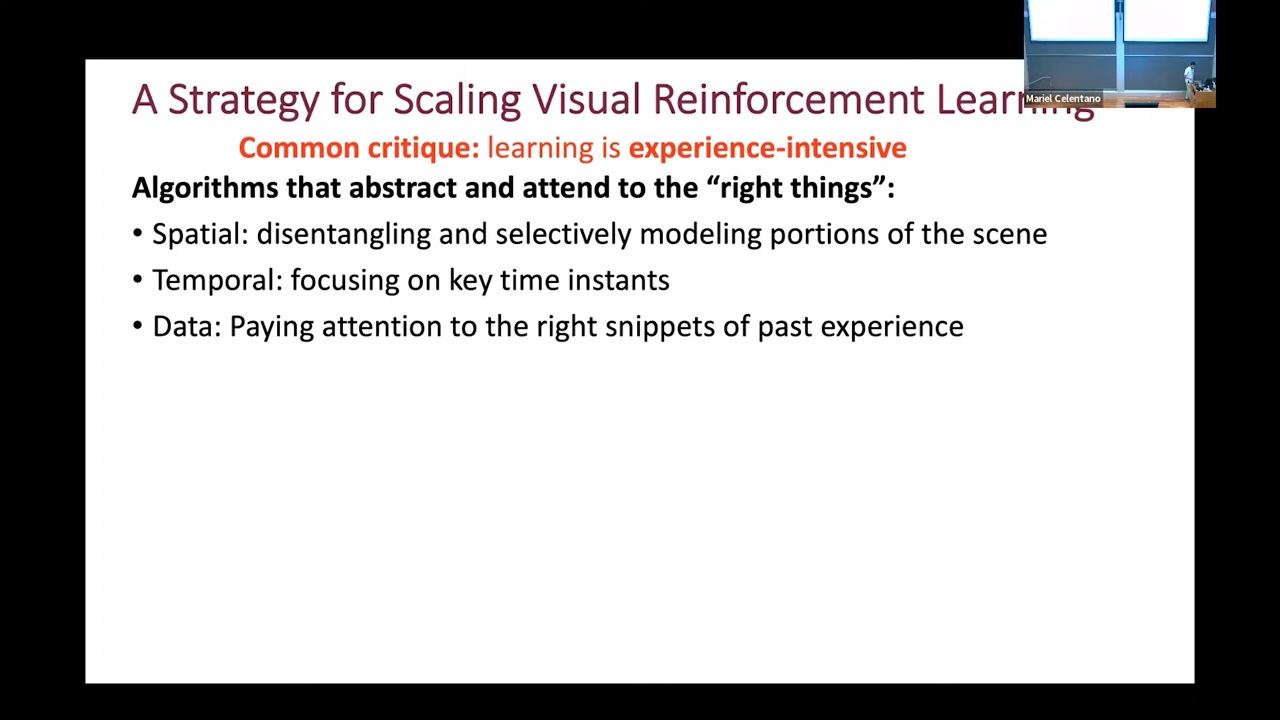 A Strategy for Scaling Visual Reinforcement Learning
Mariel Celentano
Common critique: learning is experience-intensive
Algorithms that abstract and attend to the “right things”:
• Spatial: disentangling and selectively modeling portions of the scene
• Temporal: focusing on key time instants
• Data: Paying attention to the right snippets of past experience